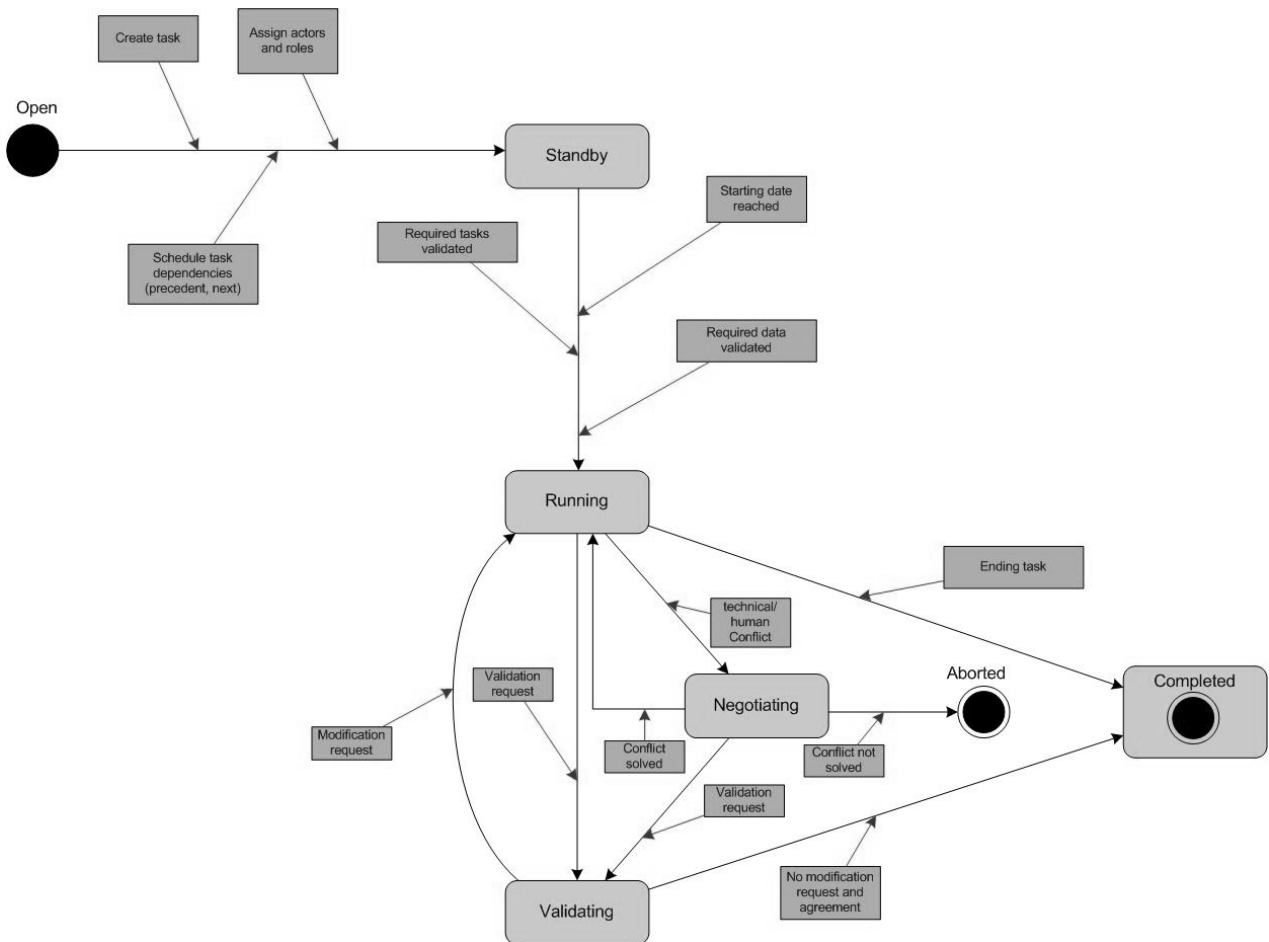 Create task
Assign actors
and roles
Open
Standby
Starting date
reached
Required tasks
validated
Schedule task
dependencies
(precedent, next)
Required data
validated
Running
Ending task
technical/
human
Conflict
Validation
request
Aborted
Completed
Negotiating
Modification
request
Conflict
solved
Conflict not
solved
Validation
request
No modification
request and
agreement
Validating